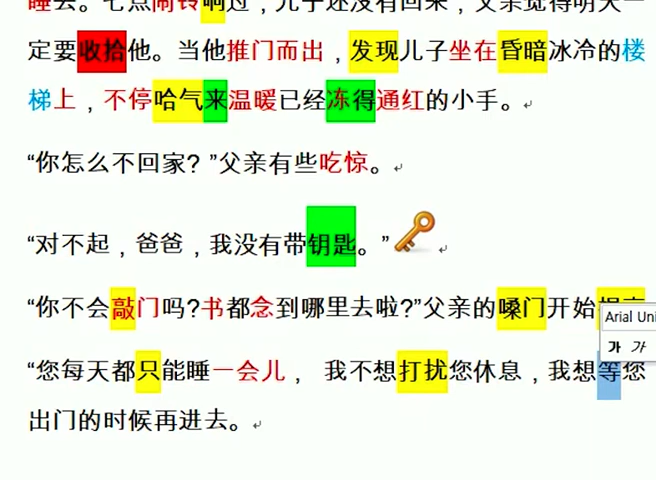 睡去。七点闹铃响过，儿子还没有回来，父亲觉得明天一
定要收拾他。当他推门而出，发现儿子坐在昏暗冰冷的楼
梯上，不停哈气来温暖已经冻得通红的小手。
“你怎么不回家？”父亲有些吃惊。
“对不起，爸爸，我没有带钥匙。”
“你不会敲门吗?书都念到哪里去啦?”父亲的嗓门开始提高
Arial Uni
가 가
“您每天都只能睡一会儿， 我不想打扰您休息，我想等您
出门的时候再进去。